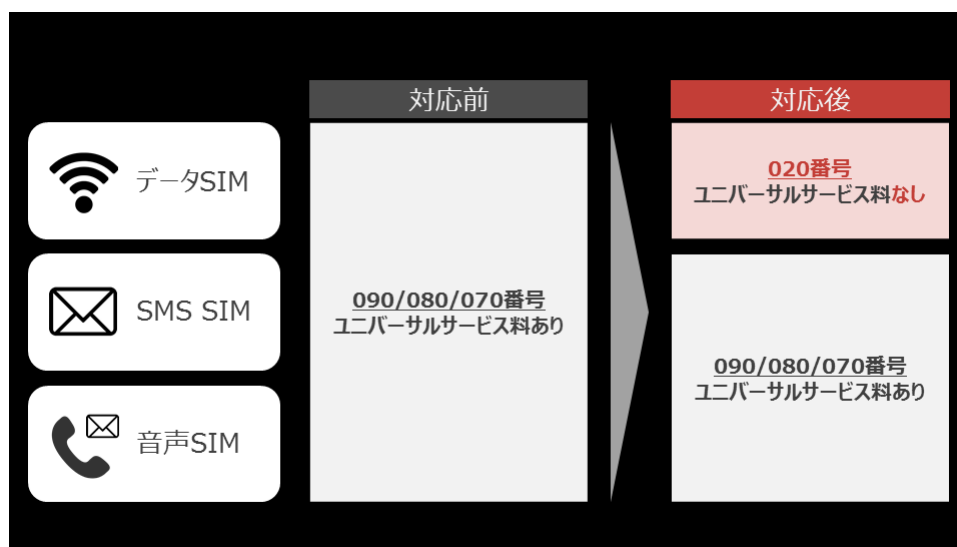 対応前
対応後
データSIM
020番号
ユニバーサルサービス料なし
SMS SIM
090/080/070番号
ユニバーサルサービス料あり
090/080/070番号
ユニバーサルサービス料あり
音声SIM